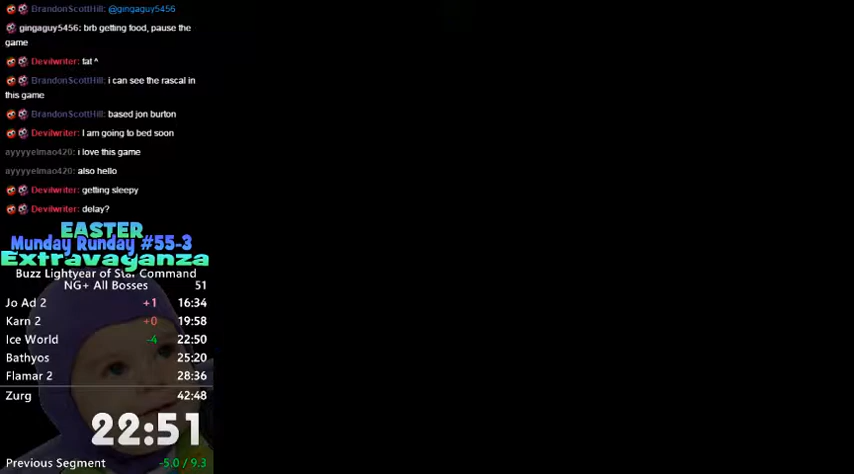 BrandonScottHill: @gingaguy5456
gingaguy5456: brb getting food, pause the
game
Devilwriter: fat ^
BrandonScottHill: i can see the rascal in
this game
BrandonScottHill: based jon burton
Devilwriter: I am going to bed soon
ayyyyelmao420: i love this game
ayyyyelmao420: also hello
Devilwriter: getting sleepy
Devilwriter: delay?
EASTER
Munday Runday #55-3
Extravaganza
Buzz Lightyear of Star Command
NG+ All Bosses 51
Jo Ad 2 +1 16:34
Karn 2 +0 19:58
Ice World -4 22:50
Bathyos 25:20
Flamar 2 28:36
Zurg 42:48
22:51
Previous Segment -5.0 / 9.3